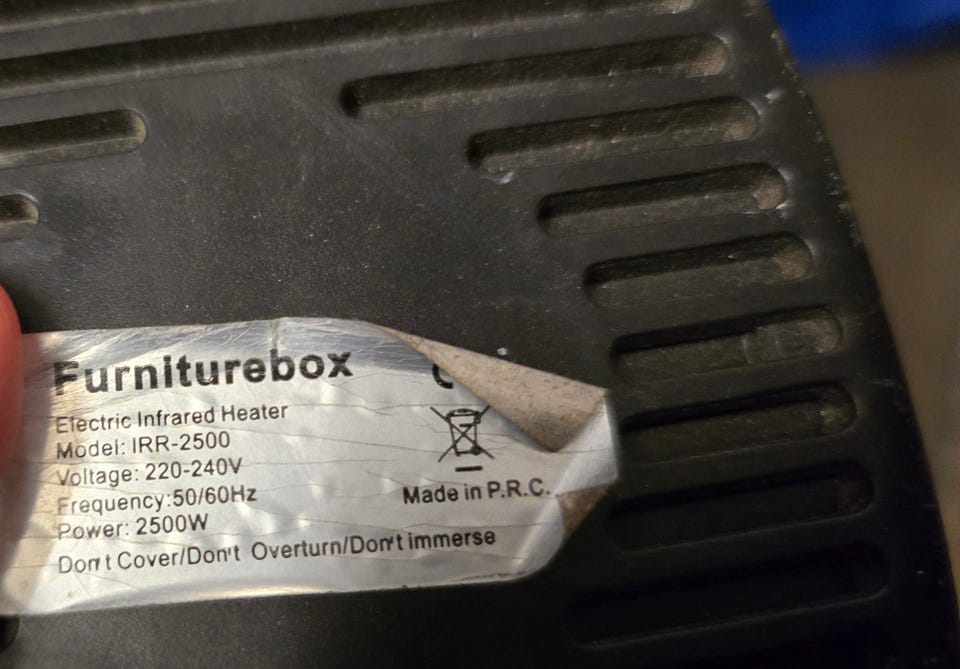 Furniturebox
Electric Infrared Heater
Model: IRR-2500
Voltage: 220-240V
Frequency:50/60Hz
Power: 2500W
Don't Cover/Don't Overturn/Don't immerse
Made in P.R.C.